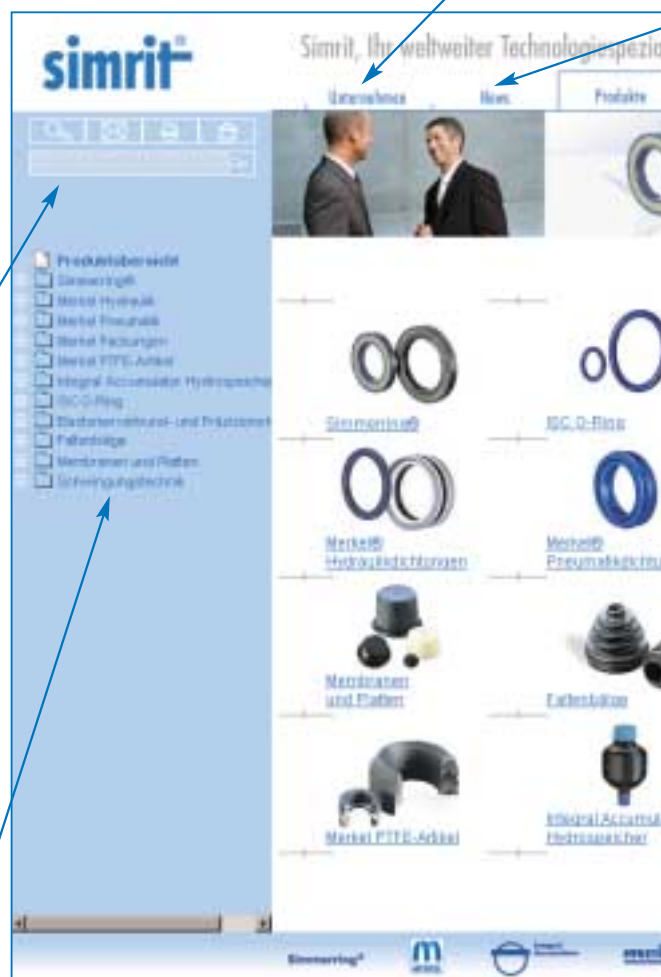 simrit®
Simrit, Ihr weltweiter Technologiespezia
Unternehmen
News
Produkte
Produktübersicht
Simmerring®
Merkel Hydraulik
Merkel Pneumatik
Merkel Packungen
Merkel PTFE-Artikel
Integral Accumulator Hydrospeiche
ISC O-Ring
Faltenbälge
Membranen und Platten
Schwingungstechnik
Simmerring®
ISC O-Ring
Merkel®
Hydraulikdichtungen
Merkel®
Pneumatikdichtu
Membranen
und Platten
Faltenbälge
Merkel PTFE-Artikel
Integral Accumul
Hydrospeicher
Simmerring®
m